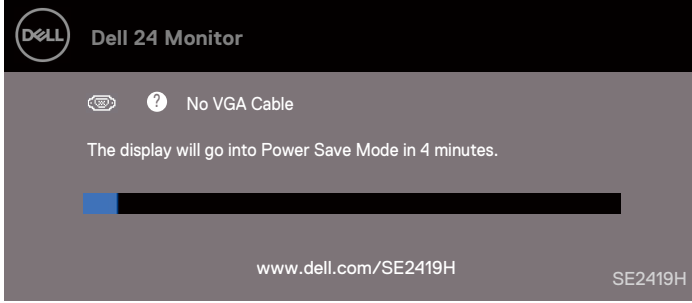 DELL
Dell 24 Monitor
? No VGA Cable
The display will go into Power Save Mode in 4 minutes.
www.dell.com/SE2419H
SE2419H